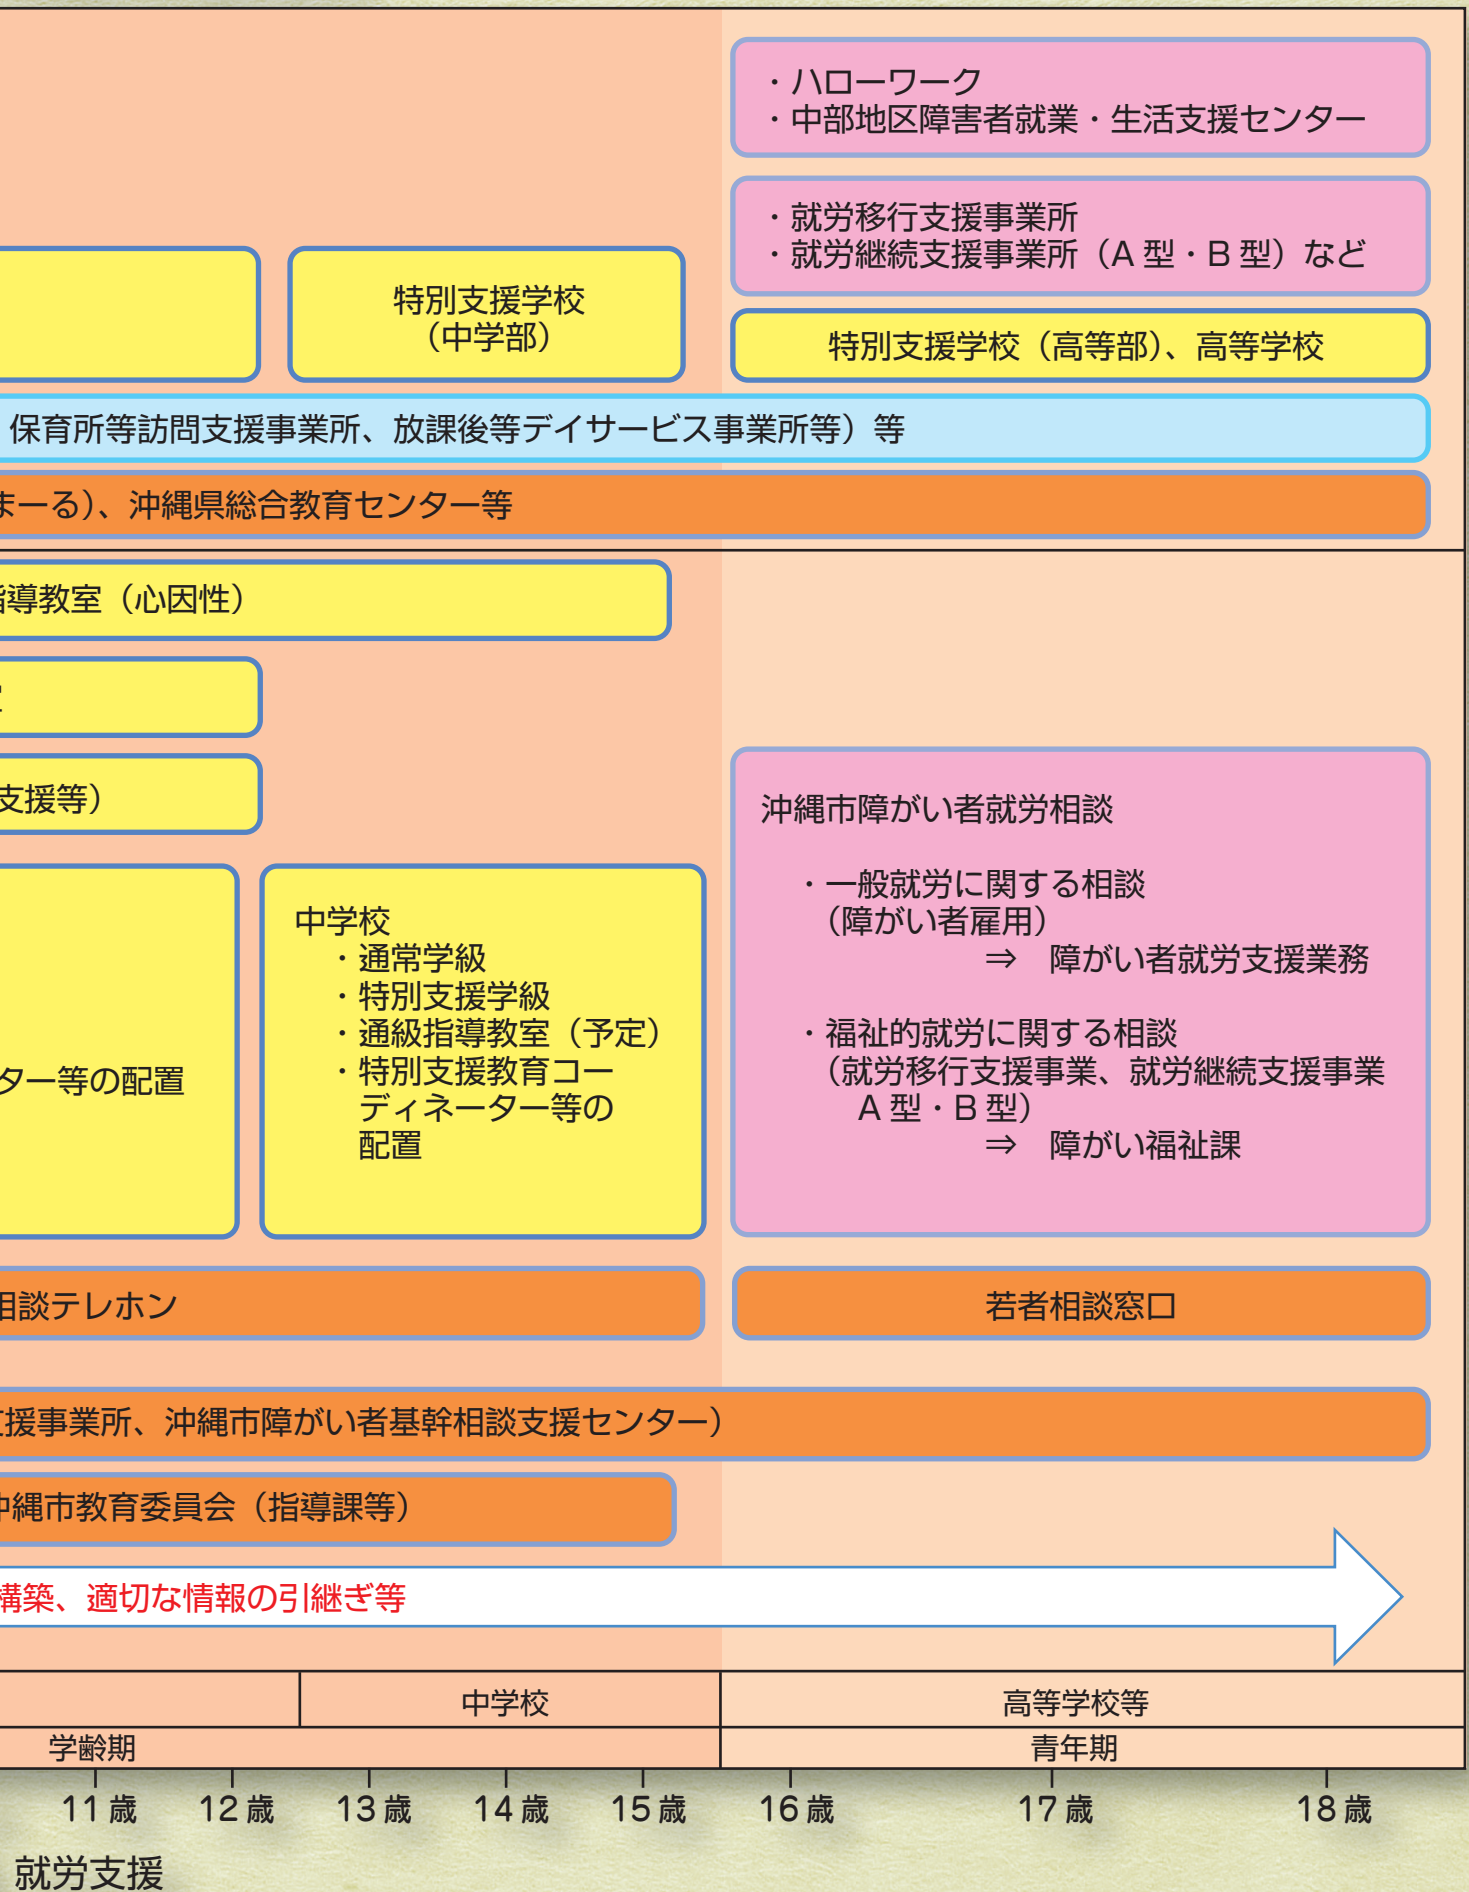 ・ハローワーク
・中部地区障害者就業・生活支援センター
・就労移行支援事業所
・就労継続支援事業所（A 型・B 型）など
特別支援学校
（中学部）
特別支援学校（高等部）、高等学校
保育所等訪問支援事業所、放課後等デイサービス事業所等）等
まーる）、沖縄県総合教育センター等
指導教室（心因性）
支援等）
沖縄市障がい者就労相談
・一般就労に関する相談
（障がい者雇用）
⇒　障がい者就労支援業務
・福祉的就労に関する相談
（就労移行支援事業、就労継続支援事業
A 型・B 型）
⇒　障がい福祉課
ター等の配置
中学校
・通常学級
・特別支援学級
・通級指導教室（予定）
・特別支援教育コー
ディネーター等の
配置
相談テレホン
若者相談窓口
援事業所、沖縄市障がい者基幹相談支援センター）
沖縄市教育委員会（指導課等）
構築、適切な情報の引継ぎ等
中学校
高等学校等
学齢期
青年期
11 歳
12 歳
13 歳
14 歳
15 歳
16 歳
17 歳
18 歳
就労支援